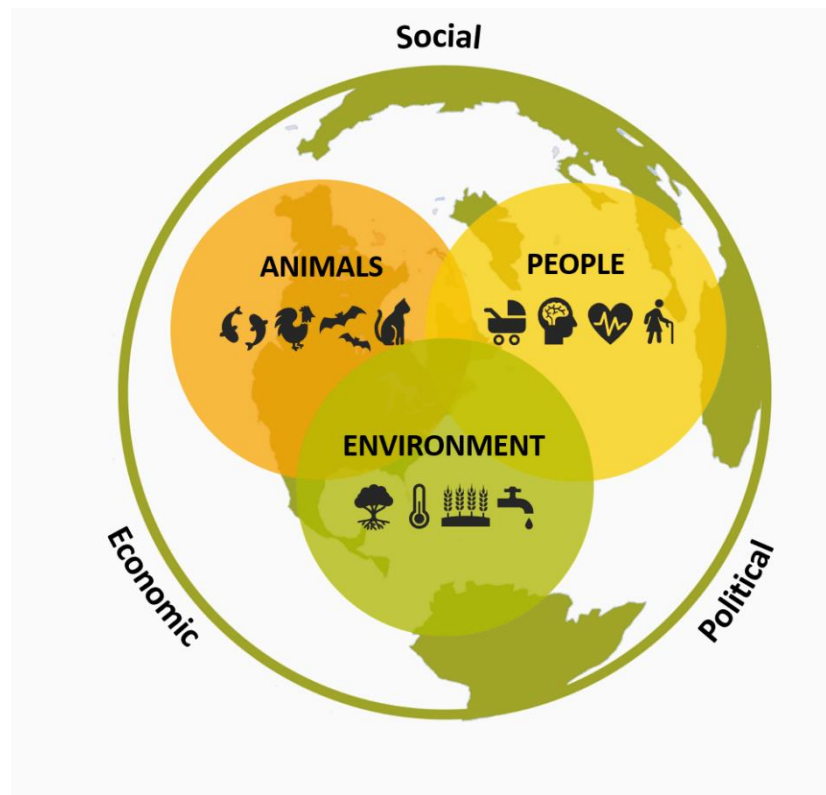 Social
ANIMALS
PEOPLE
ENVIRONMENT
Economic
Political